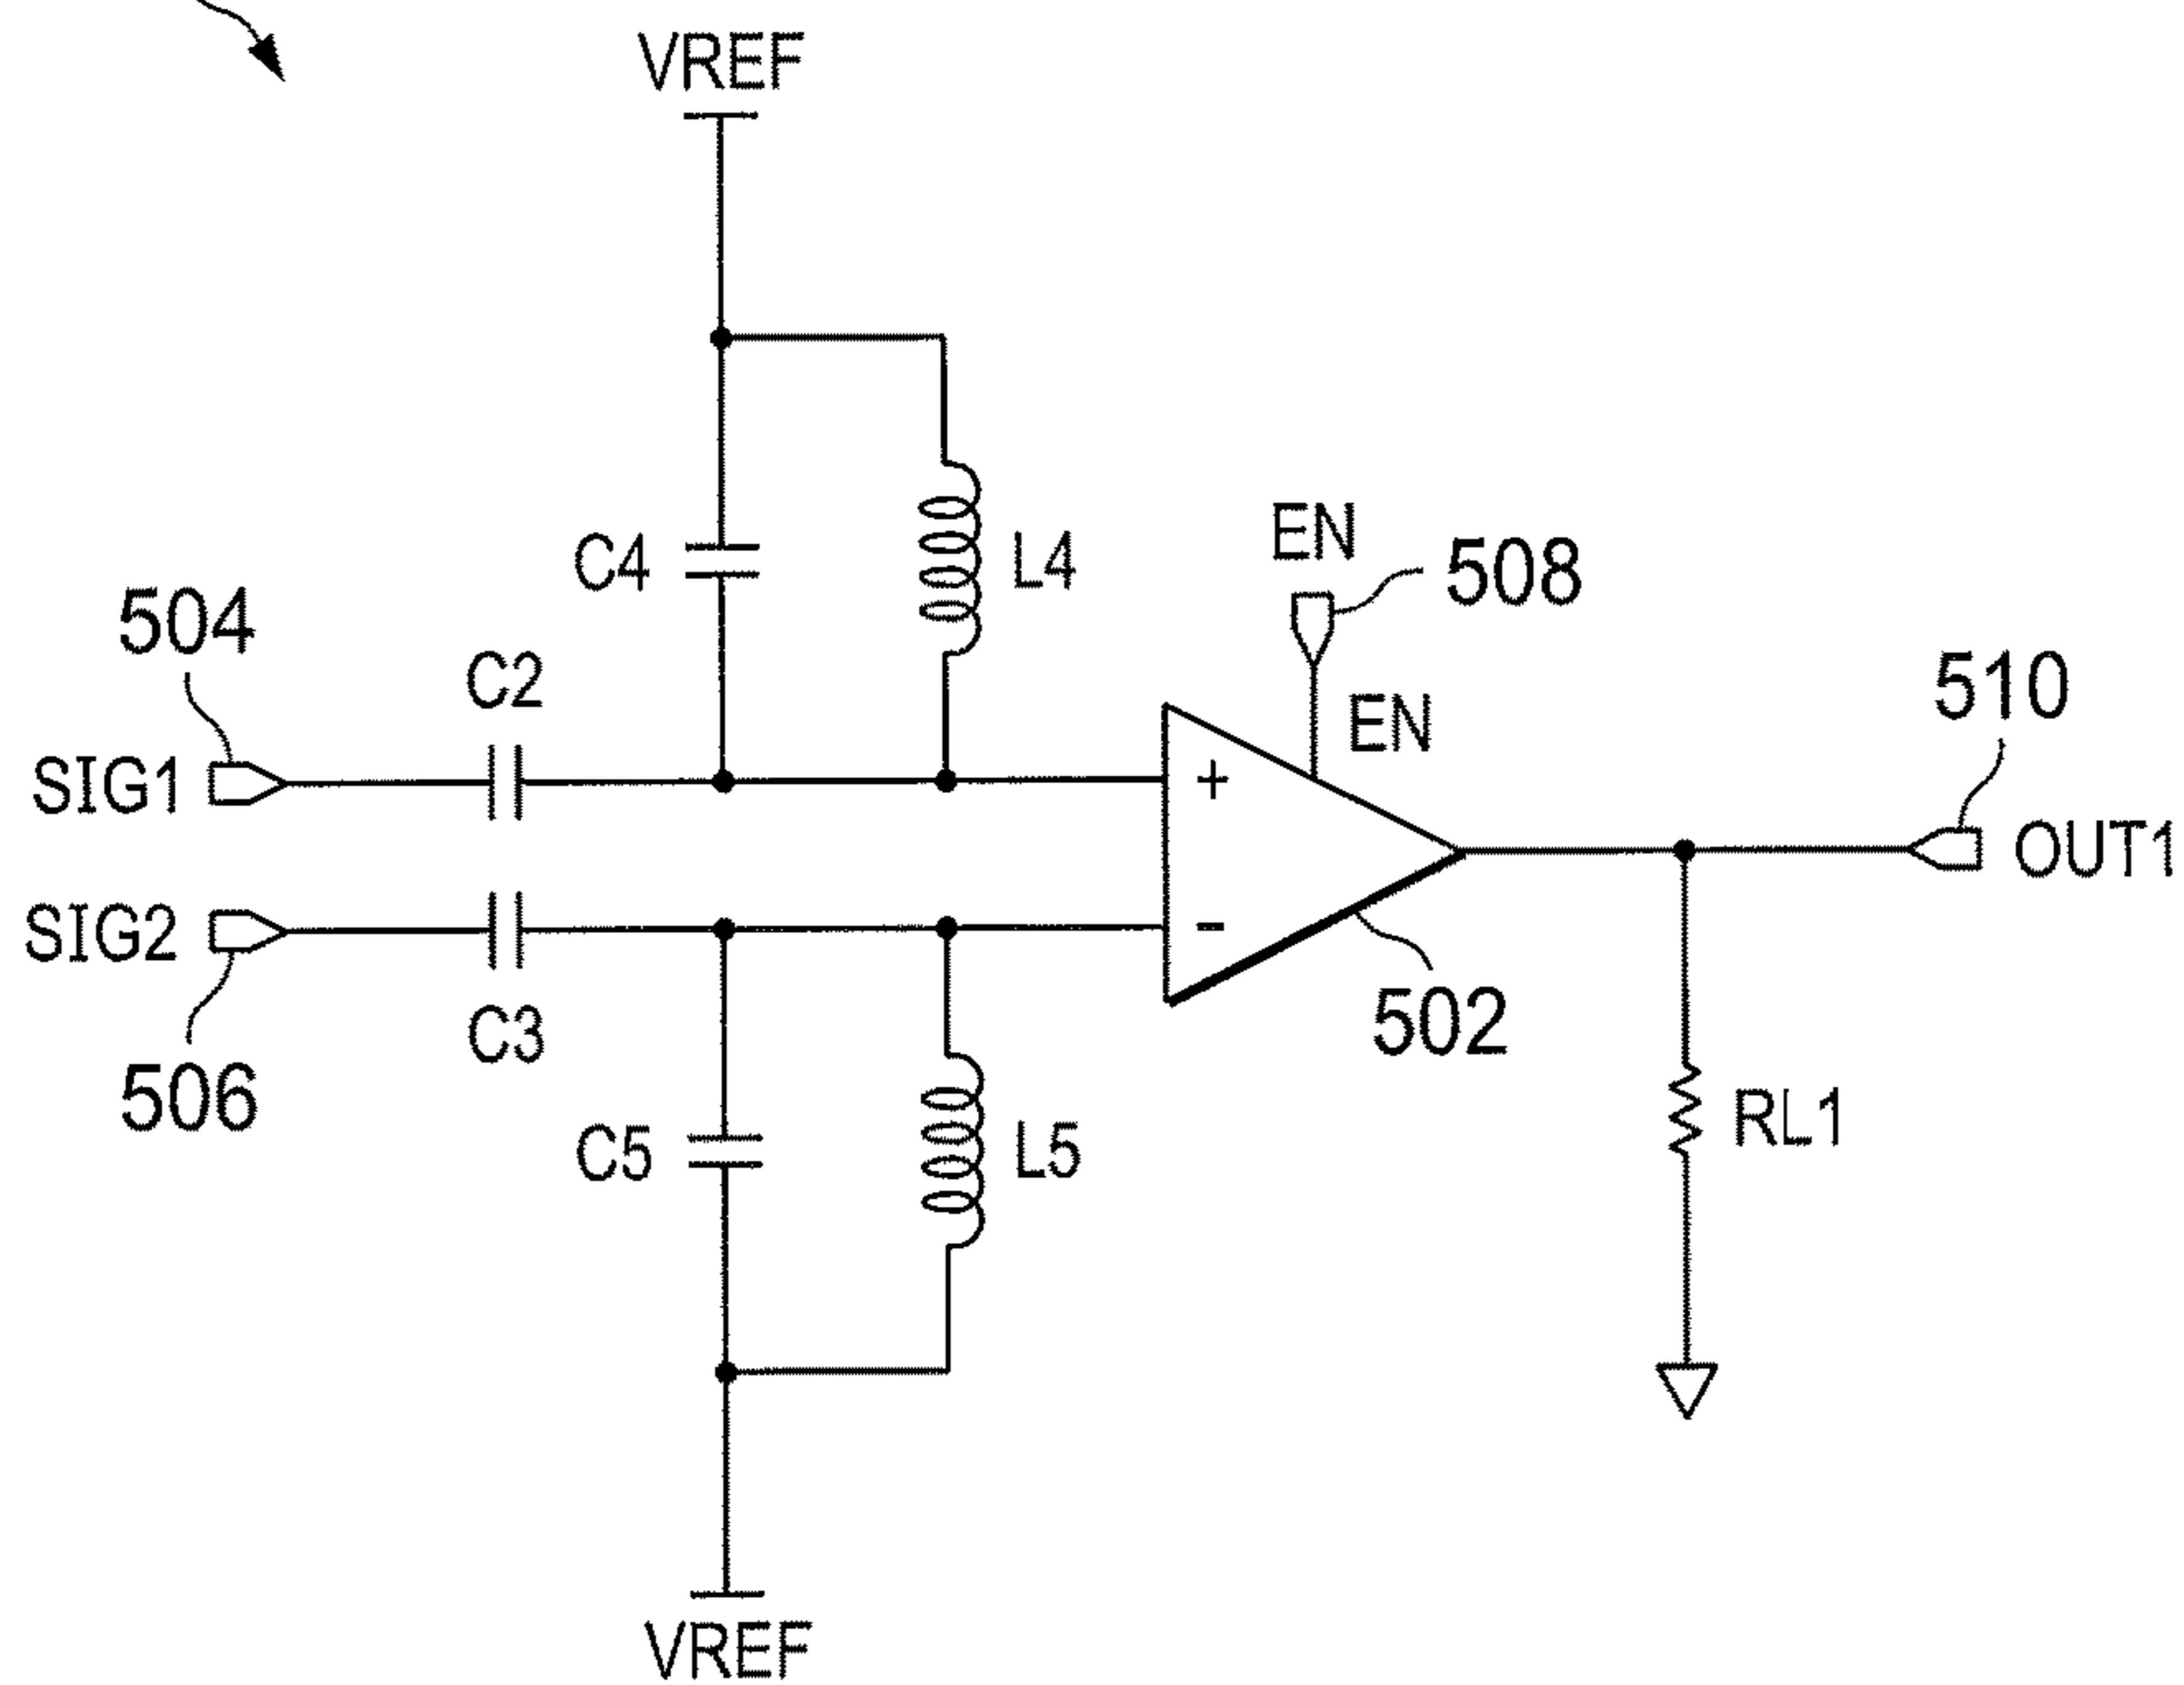 VREF
C4
L4
EN
508
504
C2
EN
510
SIG1
+
OUT1
SIG2
-
C3
502
506
C5
L5
RL1
VREF